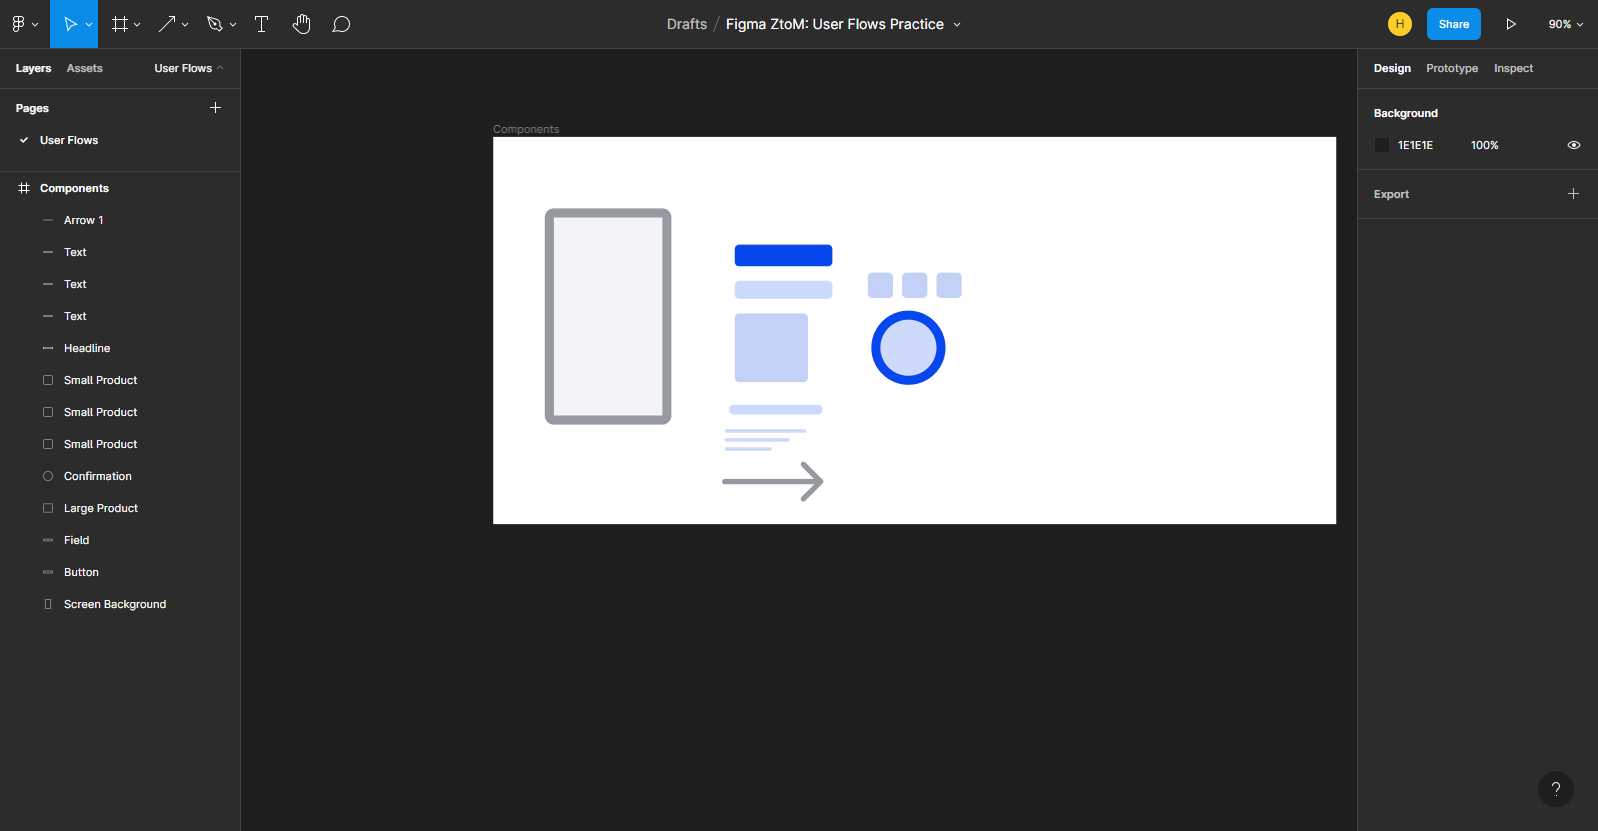 Drafts / Figma ZtoM: User Flows Practice
H
Share
90%
Layers Assets User Flows
Pages
User Flows
Components
Arrow 1
Text
Text
Text
Headline
Small Product
Small Product
Small Product
Confirmation
Large Product
Field
Button
Screen Background
Components
Design Prototype Inspect
Background
1E1E1E 100%
Export
?